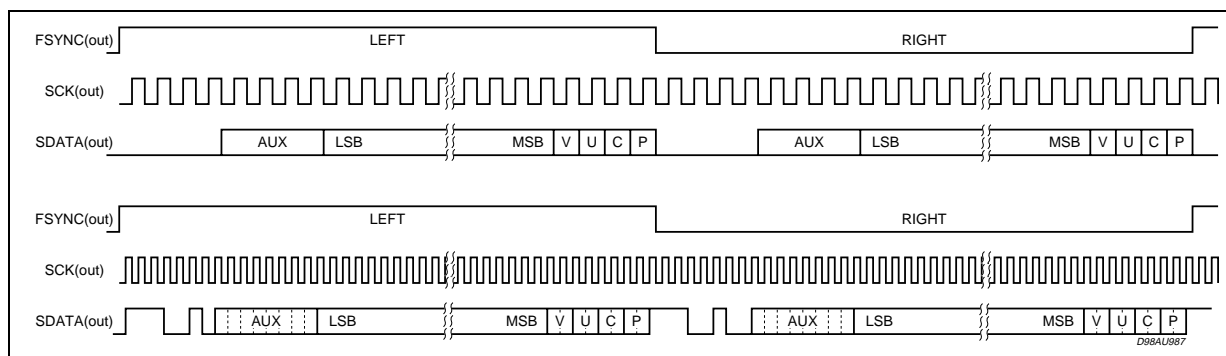 FSYNC(out) LEFT RIGHT
SCK(out)
SDATA(out) AUX LSB MSB V U C P AUX LSB MSB V U C P
FSYNC(out) LEFT RIGHT
SCK(out)
SDATA(out) AUX LSB MSB V U C P AUX LSB MSB V U C P
D98AU987